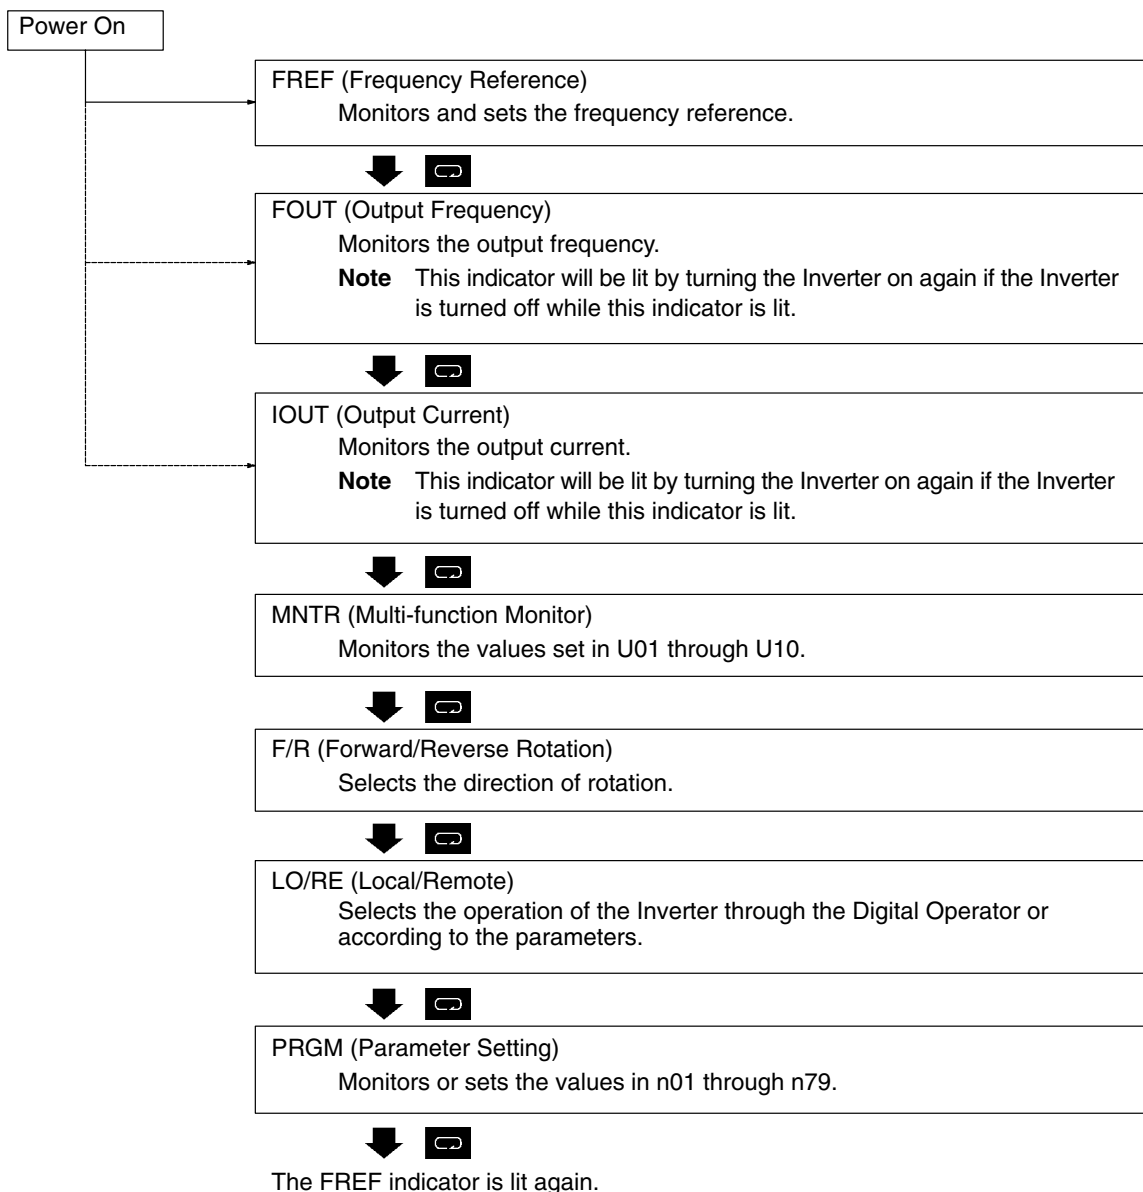 Power On
FREF (Frequency Reference)
Monitors and sets the frequency reference.
FOUT (Output Frequency)
Monitors the output frequency.
Note This indicator will be lit by turning the Inverter on again if the Inverter
is turned off while this indicator is lit.
IOUT (Output Current)
Monitors the output current.
Note This indicator will be lit by turning the Inverter on again if the Inverter
is turned off while this indicator is lit.
MNTR (Multi-function Monitor)
Monitors the values set in U01 through U10.
F/R (Forward/Reverse Rotation)
Selects the direction of rotation.
LO/RE (Local/Remote)
Selects the operation of the Inverter through the Digital Operator or
according to the parameters.
PRGM (Parameter Setting)
Monitors or sets the values in n01 through n79.
The FREF indicator is lit again.